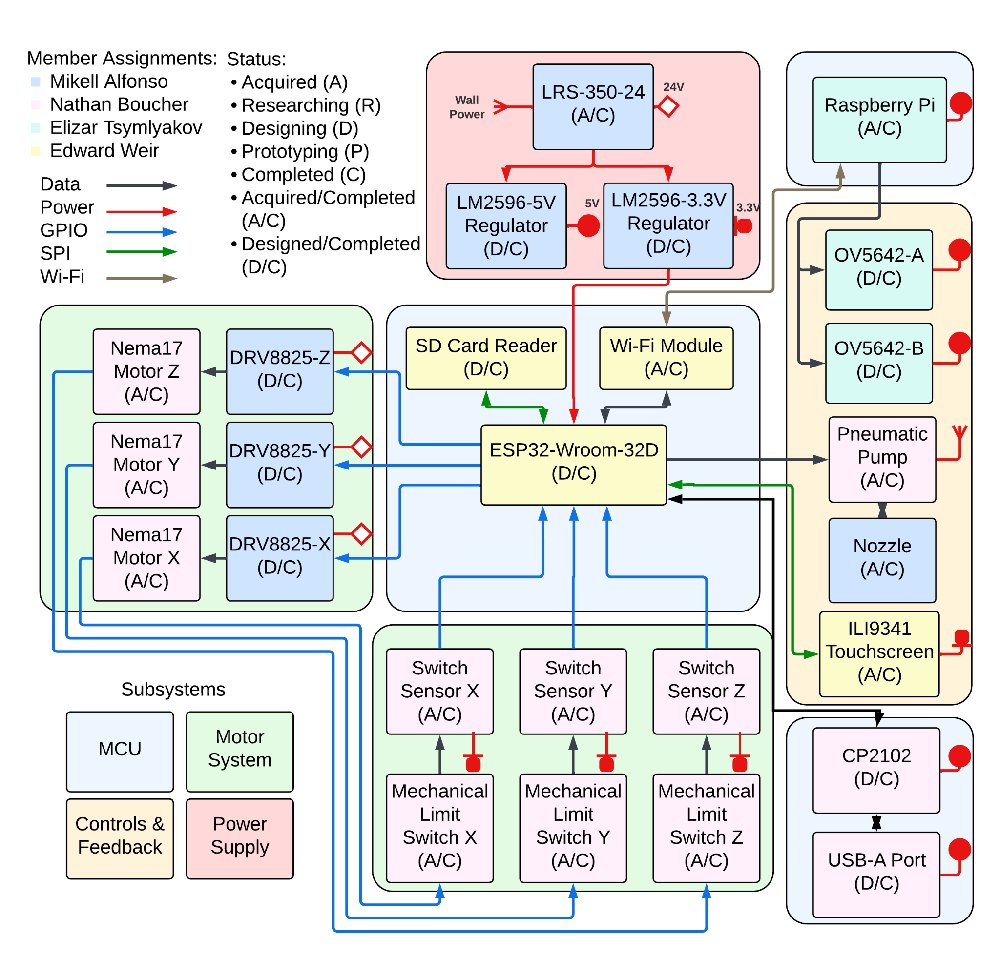 Member Assignments:
Mikell Alfonso
Nathan Boucher
Elizar Tsymlyakov
Edward Weir
Data
Power
GPIO
SPI
Wi-Fi
Status:
• Acquired (A)
• Researching (R)
• Designing (D)
• Prototyping (P)
• Completed (C)
• Acquired/Completed
(A/C)
• Designed/Completed
(D/C)
Wall
Power
LRS-350-24
(A/C)
24V
LM2596-5V
Regulator
(D/C)
5V
LM2596-3.3V
Regulator
(D/C)
3.3V
Raspberry Pi
(A/C)
OV5642-A
(D/C)
OV5642-B
(D/C)
Pneumatic
Pump
(A/C)
Nozzle
(A/C)
ILI9341
Touchscreen
(A/C)
Nema17
Motor Z
(A/C)
DRV8825-Z
(D/C)
Nema17
Motor Y
(A/C)
DRV8825-Y
(D/C)
Nema17
Motor X
(A/C)
DRV8825-X
(D/C)
SD Card Reader
(D/C)
Wi-Fi Module
(A/C)
ESP32-Wroom-32D
(D/C)
Switch
Sensor X
(A/C)
Switch
Sensor Y
(A/C)
Switch
Sensor Z
(A/C)
Mechanical
Limit
Switch X
(A/C)
Mechanical
Limit
Switch Y
(A/C)
Mechanical
Limit
Switch Z
(A/C)
CP2102
(D/C)
USB-A Port
(D/C)
Subsystems
MCU
Motor
System
Controls &
Feedback
Power
Supply